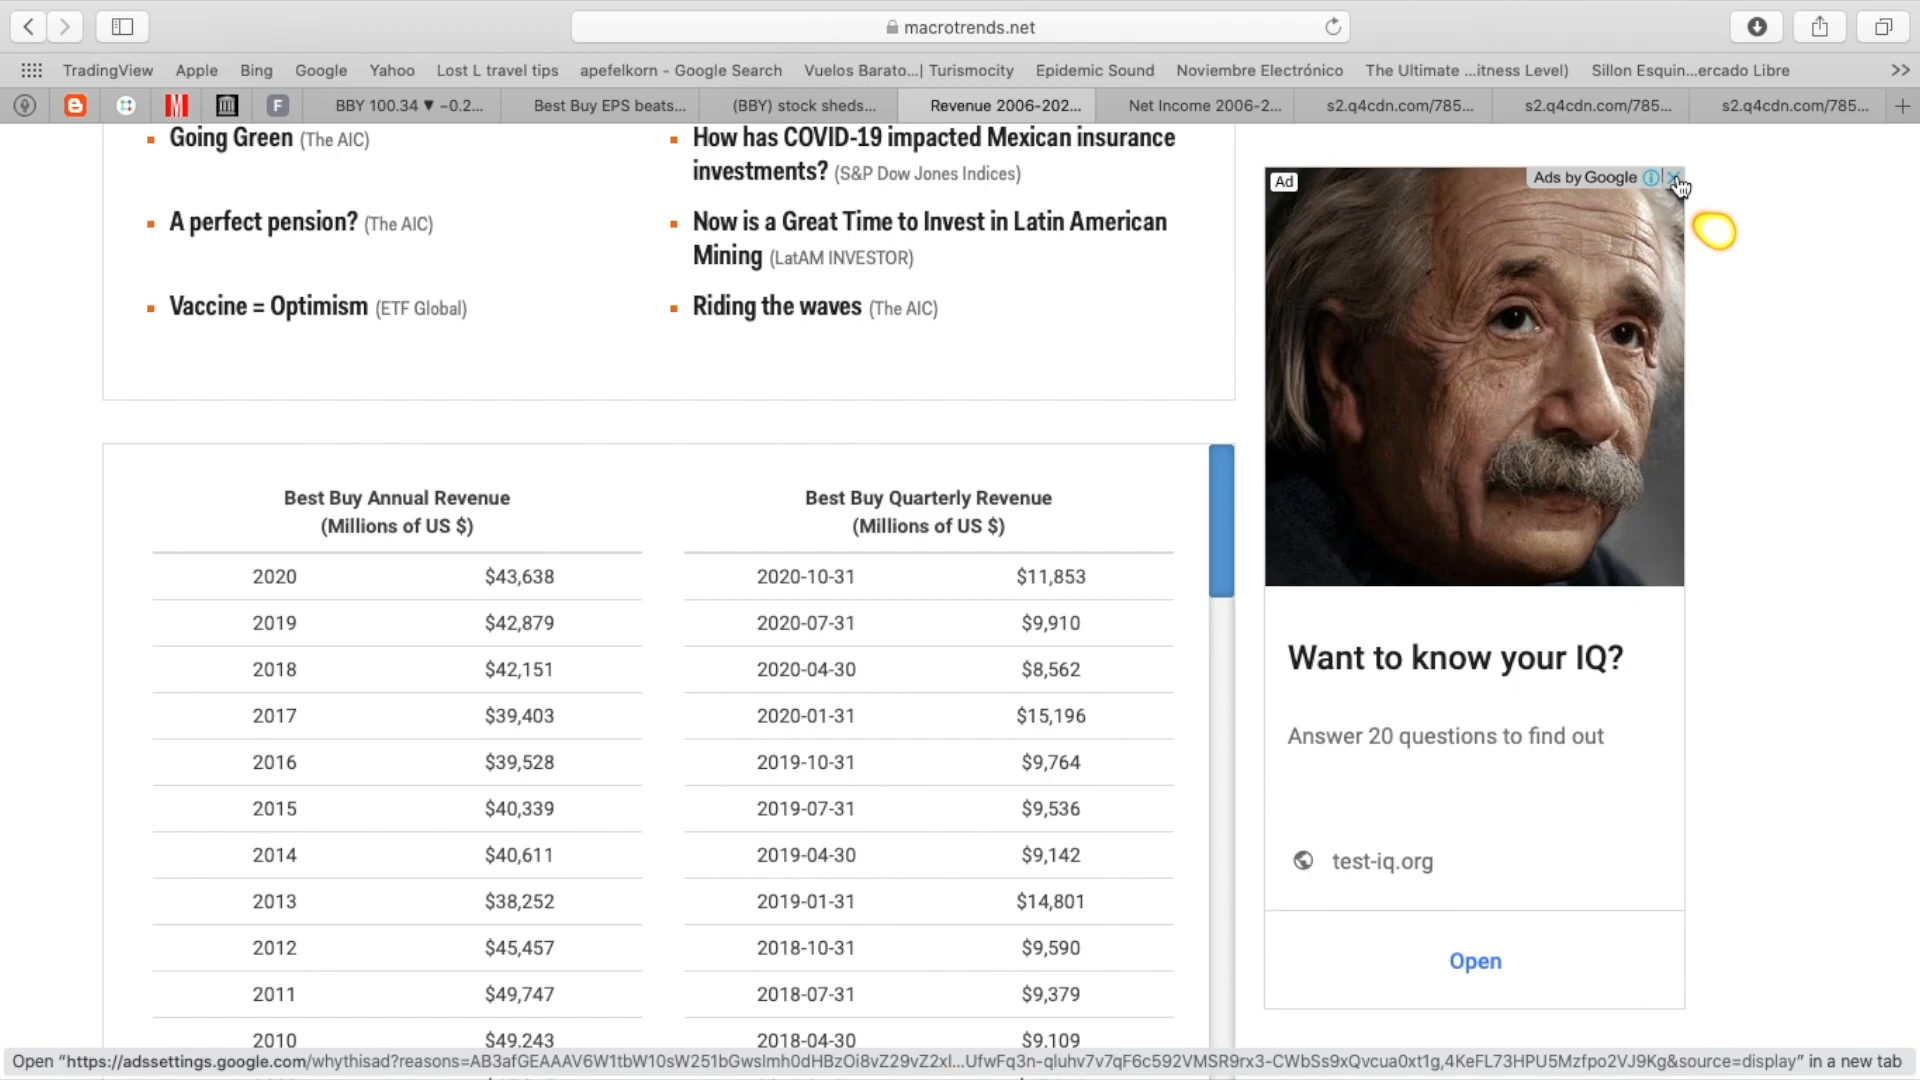 macrotrends.net
TradingView Apple Bing Google Yahoo Lost L travel tips apefelkorn - Google Search Vuelos Barato...| Turismocity Epidemic Sound Noviembre Electrónico The Ultimate ...itness Level) Sillon Esquin...ercado Libre
F BBY 100.34 ▼ −0.2... Best Buy EPS beats... (BBY) stock sheds... Revenue 2006-202... Net Income 2006-2... s2.q4cdn.com/785... s2.q4cdn.com/785... s2.q4cdn.com/785...
Going Green (The AIC)
A perfect pension? (The AIC)
Vaccine = Optimism (ETF Global)
How has COVID-19 impacted Mexican insurance
investments? (S&P Dow Jones Indices)
Now is a Great Time to Invest in Latin American
Mining (LatAM INVESTOR)
Riding the waves (The AIC)
Best Buy Annual Revenue
(Millions of US $)
2020 $43,638
2019 $42,879
2018 $42,151
2017 $39,403
2016 $39,528
2015 $40,339
2014 $40,611
2013 $38,252
2012 $45,457
2011 $49,747
2010 $49,243
Best Buy Quarterly Revenue
(Millions of US $)
2020-10-31 $11,853
2020-07-31 $9,910
2020-04-30 $8,562
2020-01-31 $15,196
2019-10-31 $9,764
2019-07-31 $9,536
2019-04-30 $9,142
2019-01-31 $14,801
2018-10-31 $9,590
2018-07-31 $9,379
2018-04-30 $9,109
Ad
Ads by Google
Want to know your IQ?
Answer 20 questions to find out
test-iq.org
Open
Open “https://adssettings.google.com/whythisad?reasons=AB3afGEAAAV6W1tbW10sW251bGwsImh0dHBzOi8vZ29vZ2xl...UfwFq3n-qluhv7v7qF6c592VMSR9rx3-CWbSs9xQvcua0xt1g,4KeFL73HPU5Mzfpo2VJ9Kg&source=display” in a new tab